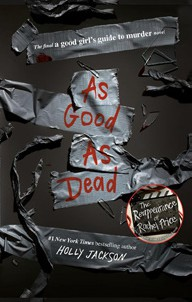 The final a good girl's guide to murder novel
As
Good
As
Dead
The
Reappearance
of
Rachel Price
#1 New York Times bestselling author
HOLLY JACKSON